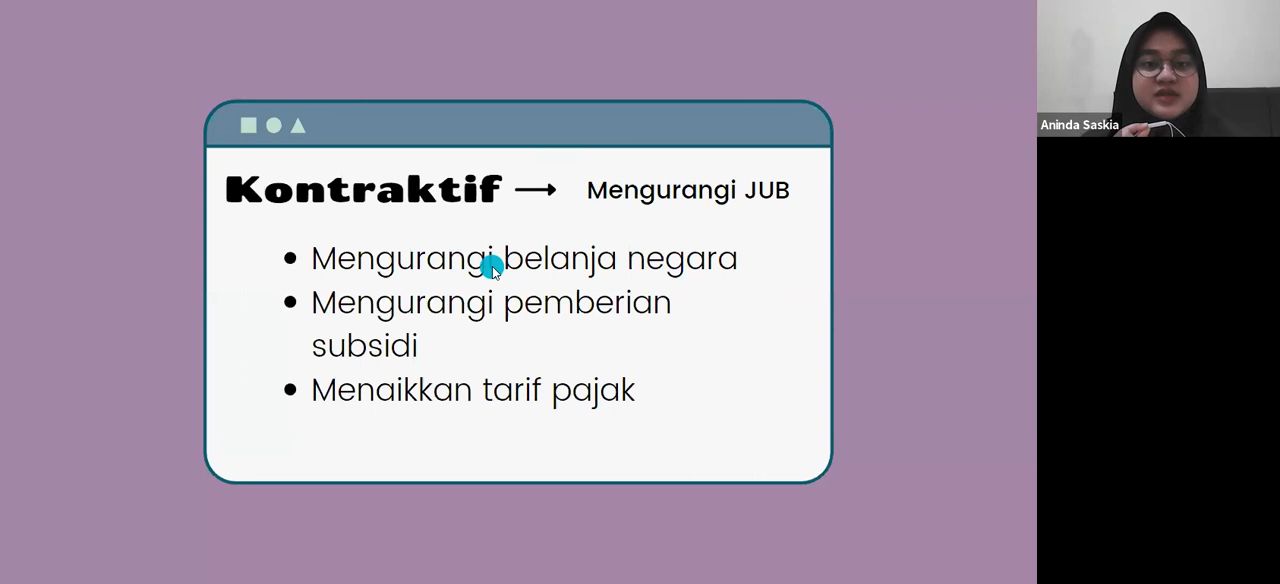 Kontraktif → Mengurangi JUB
• Mengurangi belanja negara
• Mengurangi pemberian
subsidi
• Menaikkan tarif pajak
Aninda Saskia